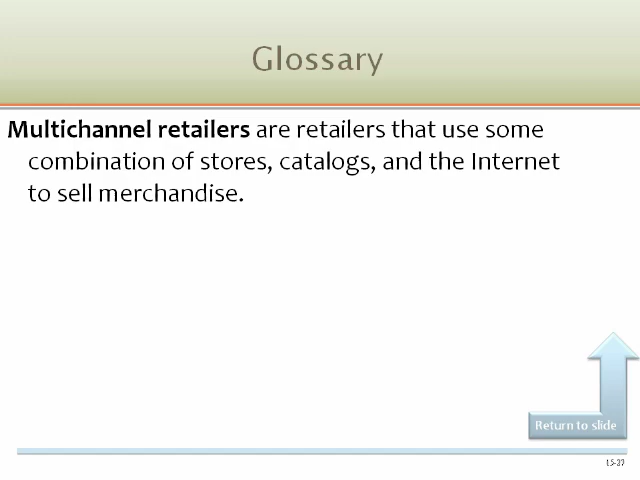 Glossary
Multichannel retailers are retailers that use some
combination of stores, catalogs, and the Internet
to sell merchandise.
Return to slide
15-37